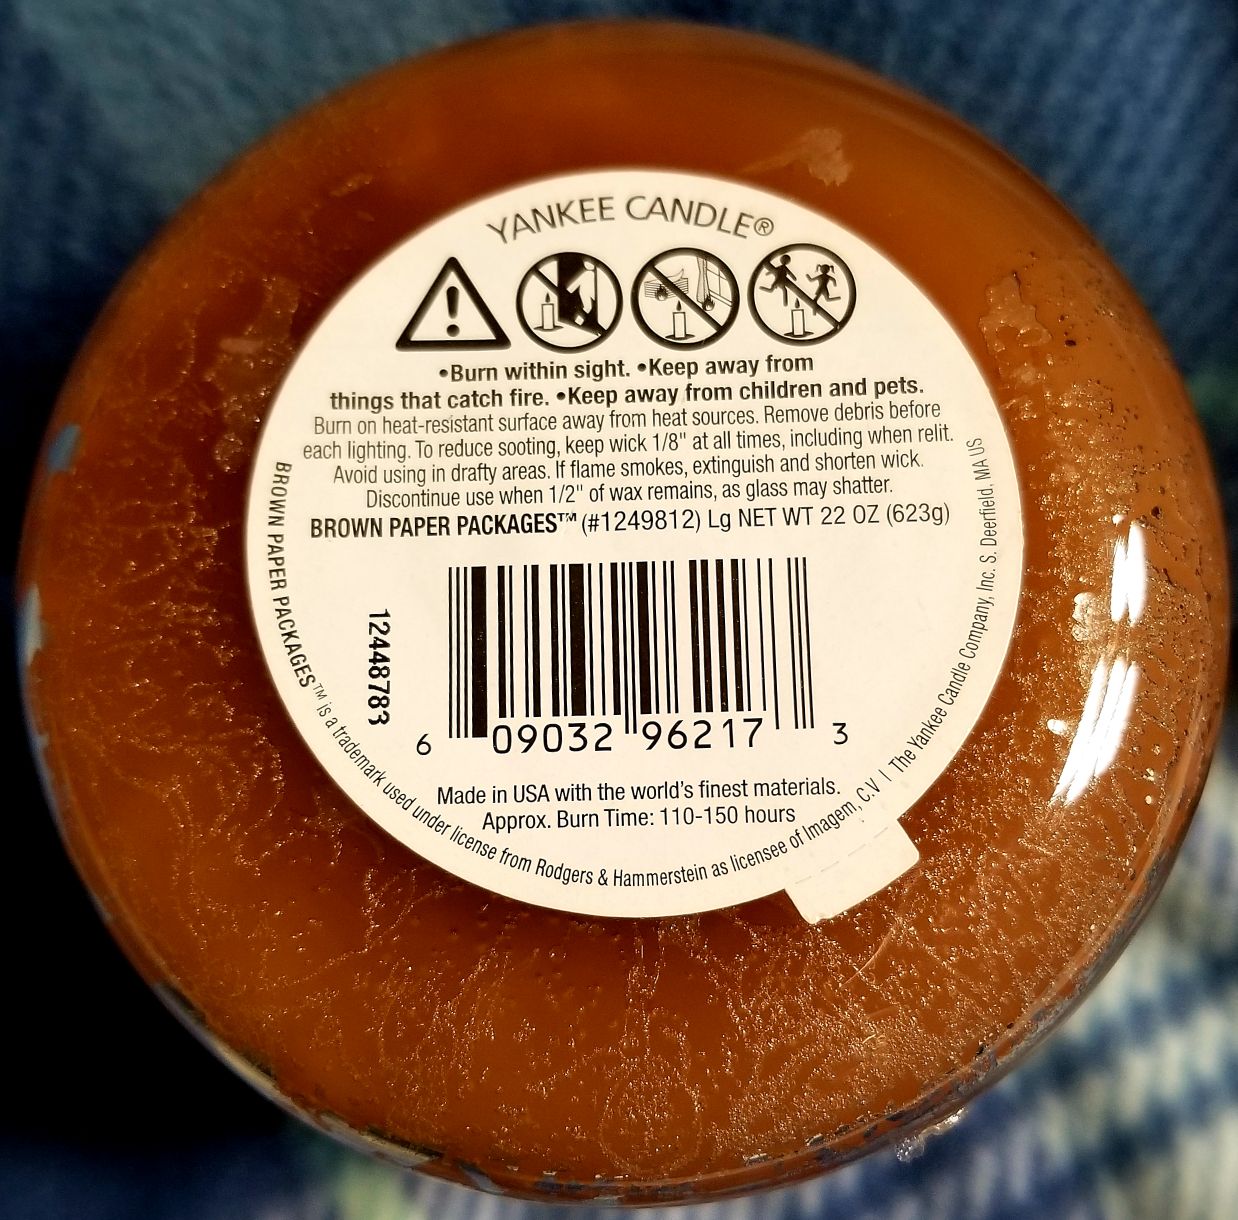 YANKEE CANDLE®
•Burn within sight. •Keep away from
things that catch fire. •Keep away from children and pets.
Burn on heat-resistant surface away from heat sources. Remove debris before
each lighting. To reduce sooting, keep wick 1/8" at all times, including when relit.
Avoid using in drafty areas. If flame smokes, extinguish and shorten wick.
Discontinue use when 1/2" of wax remains, as glass may shatter.
BROWN PAPER PACKAGES™ (#1249812) Lg NET WT 22 OZ (623g)
12448783
6 09032 96217 3
Made in USA with the world's finest materials.
Approx. Burn Time: 110-150 hours
BROWN PAPER PACKAGES™ is a trademark used under license from Rodgers & Hammerstein as licensee of Imagem, C.V | The Yankee Candle Company, Inc. S. Deerfield, MA US